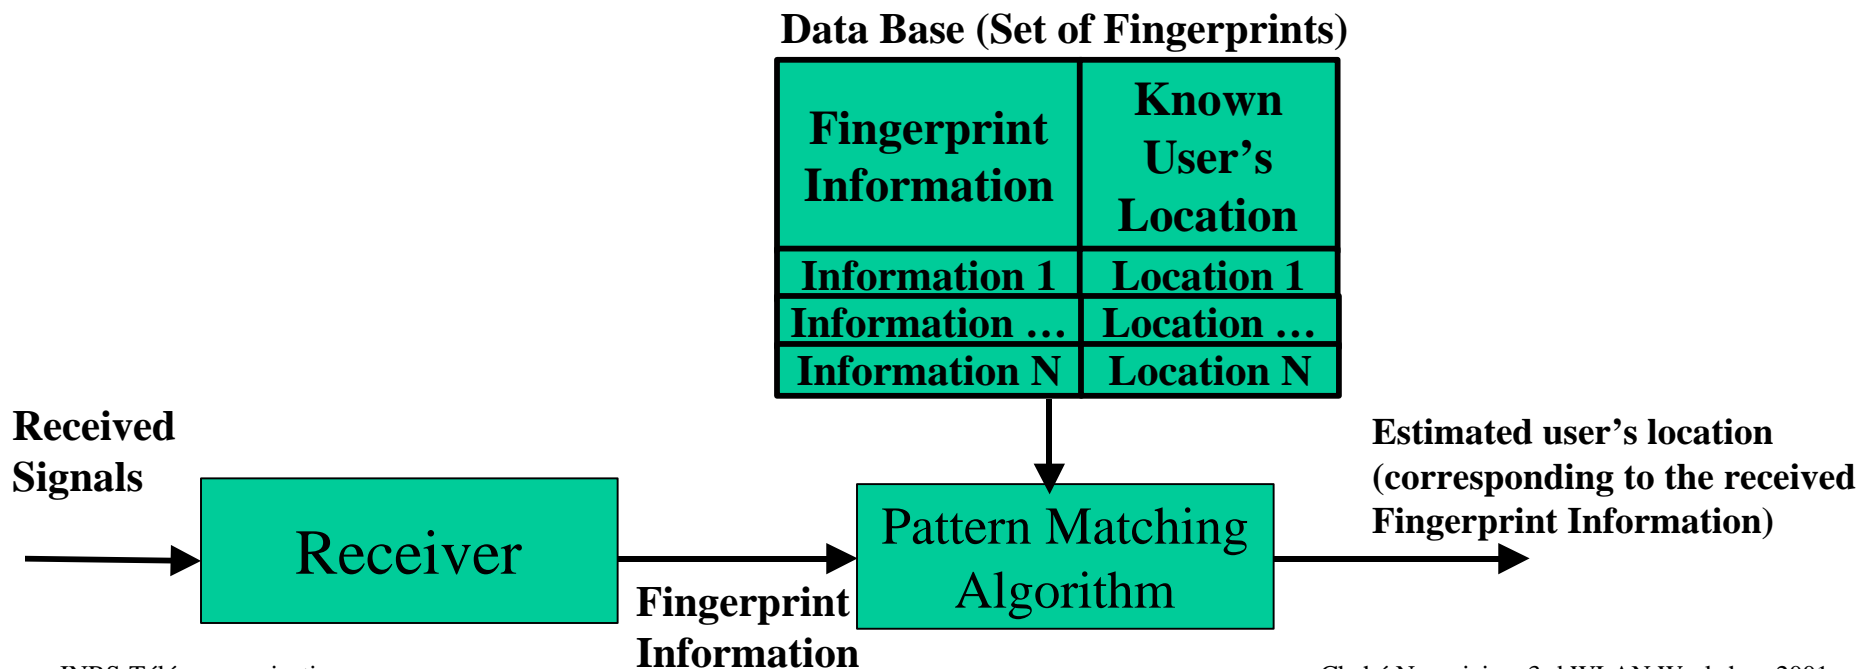 Data Base (Set of Fingerprints)
Fingerprint
Information
Known
User’s
Location
Information 1
Location 1
Information …
Location …
Information N
Location N
Received
Signals
Receiver
Fingerprint
Information
Pattern Matching
Algorithm
Estimated user’s location
(corresponding to the received
Fingerprint Information)
2001